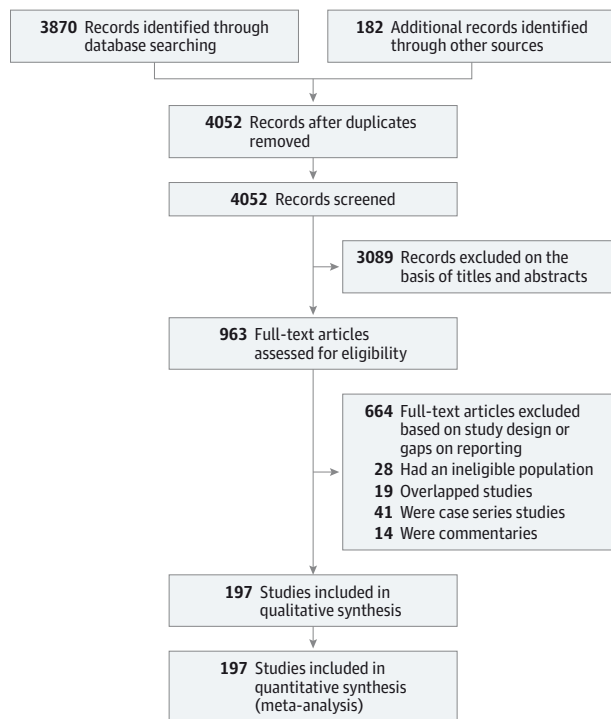 3870 Records identified through
database searching
182 Additional records identified
through other sources
4052 Records after duplicates
removed
4052 Records screened
3089 Records excluded on the
basis of titles and abstracts
963 Full-text articles
assessed for eligibility
664 Full-text articles excluded
based on study design or
gaps on reporting
28 Had an ineligible population
19 Overlapped studies
41 Were case series studies
14 Were commentaries
197 Studies included in
qualitative synthesis
197 Studies included in
quantitative synthesis
(meta-analysis)